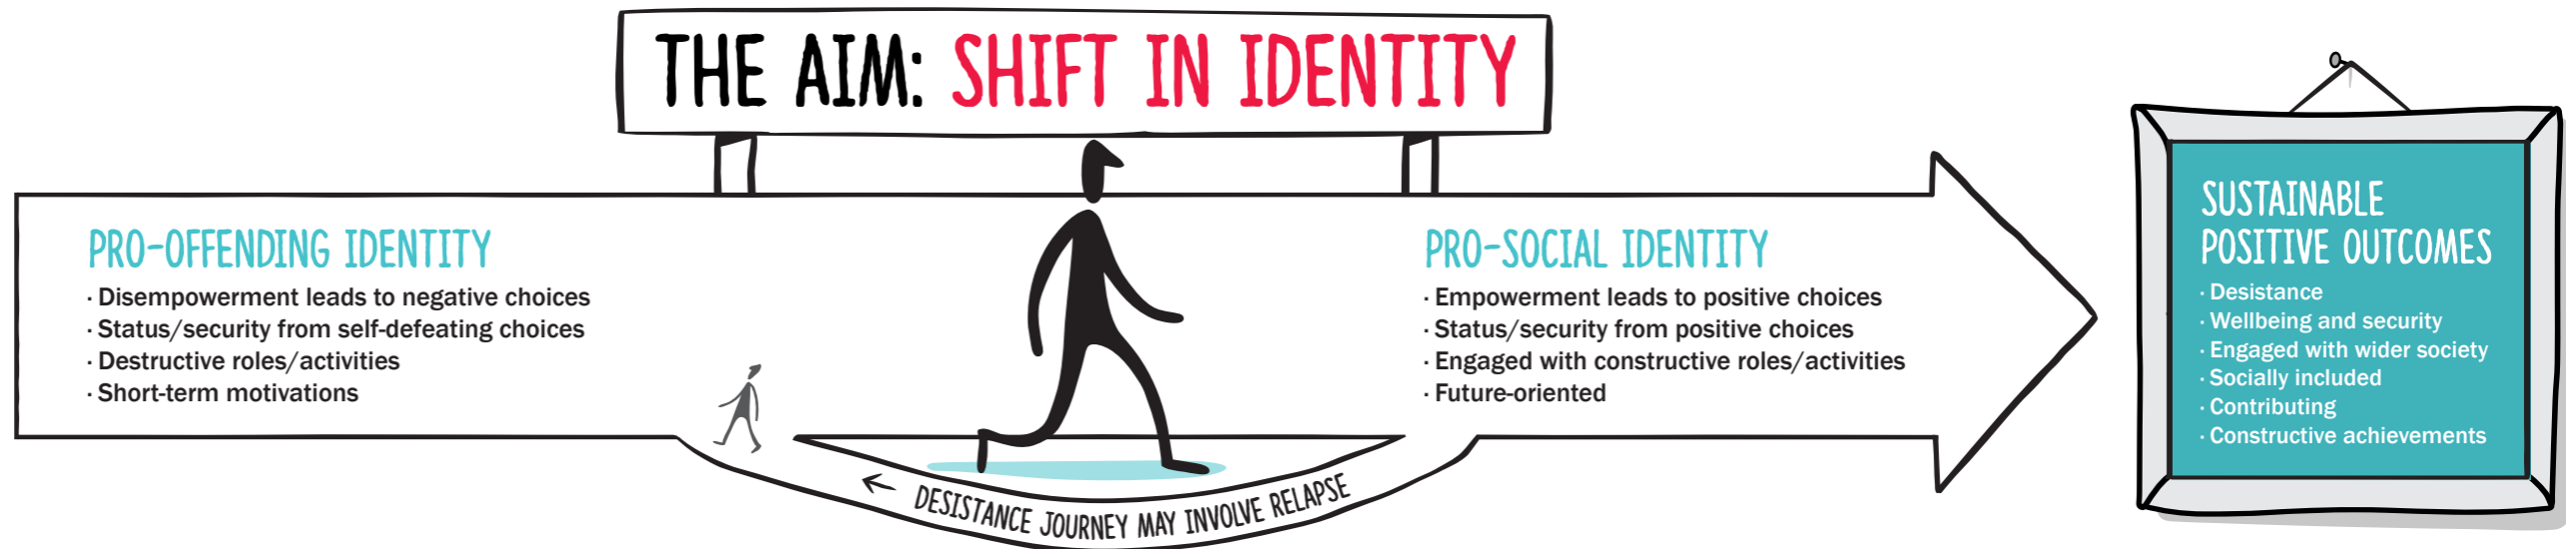 THE AIM: SHIFT IN IDENTITY
PRO-OFFENDING IDENTITY
· Disempowerment leads to negative choices
· Status/security from self-defeating choices
· Destructive roles/activities
· Short-term motivations
PRO-SOCIAL IDENTITY
· Empowerment leads to positive choices
· Status/security from positive choices
· Engaged with constructive roles/activities
· Future-oriented
← DESISTANCE JOURNEY MAY INVOLVE RELAPSE
SUSTAINABLE
POSITIVE OUTCOMES
· Desistance
· Wellbeing and security
· Engaged with wider society
· Socially included
· Contributing
· Constructive achievements